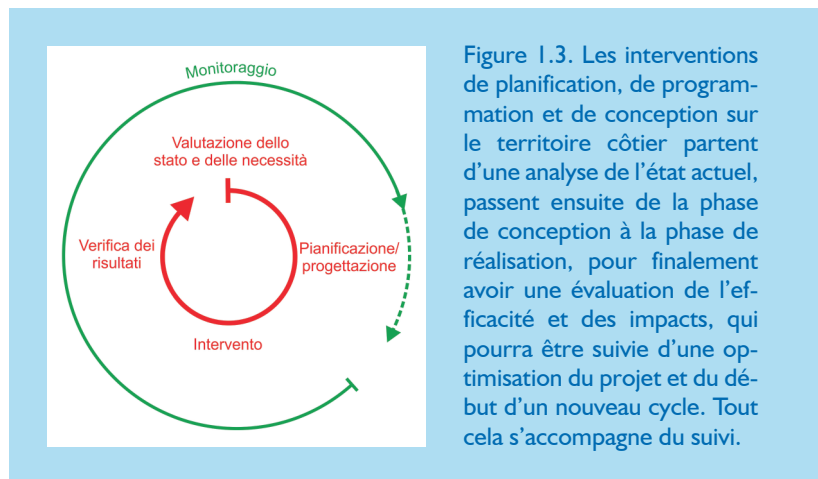 Monitoraggio
Valutazione dello
stato e delle necessità
Verifica dei
risultati
Pianificazione/
progettazione
Intervento
Figure 1.3. Les interventions
de planification, de program-
mation et de conception sur
le territoire côtier partent
d’une analyse de l’état actuel,
passent ensuite de la phase
de conception à la phase de
réalisation, pour finalement
avoir une évaluation de l’ef-
ficacité et des impacts, qui
pourra être suivie d’une op-
timisation du projet et du dé-
but d’un nouveau cycle. Tout
cela s’accompagne du suivi.